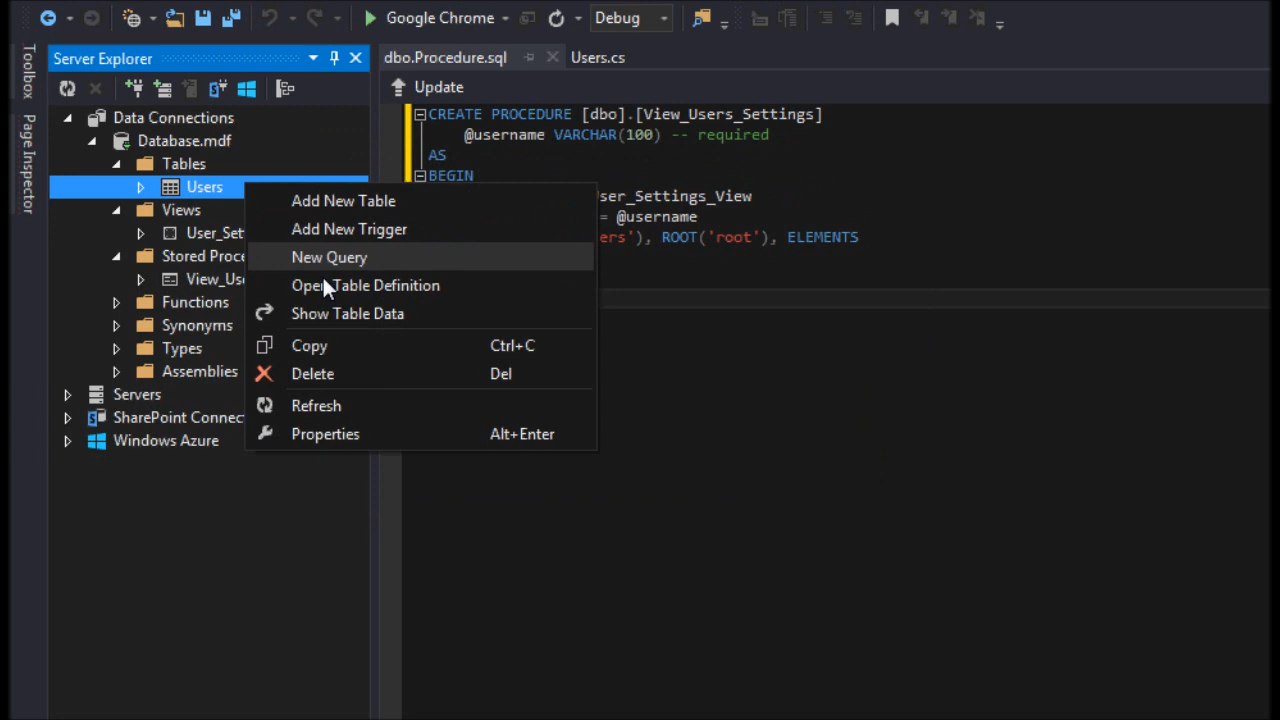 Google Chrome
Debug
Toolbox
Page Inspector
Server Explorer
Data Connections
Database.mdf
Tables
Users
Views
User_Set
Stored Proce
View_Use
Functions
Synonyms
Types
Assemblies
Servers
SharePoint Connec
Windows Azure
Add New Table
Add New Trigger
New Query
Open Table Definition
Show Table Data
Copy Ctrl+C
Delete Del
Refresh
Properties Alt+Enter
dbo.Procedure.sql Users.cs
Update
CREATE PROCEDURE [dbo].[View_Users_Settings]
@username VARCHAR(100) -- required
AS
BEGIN
ser_Settings_View
= @username
ers'), ROOT('root'), ELEMENTS